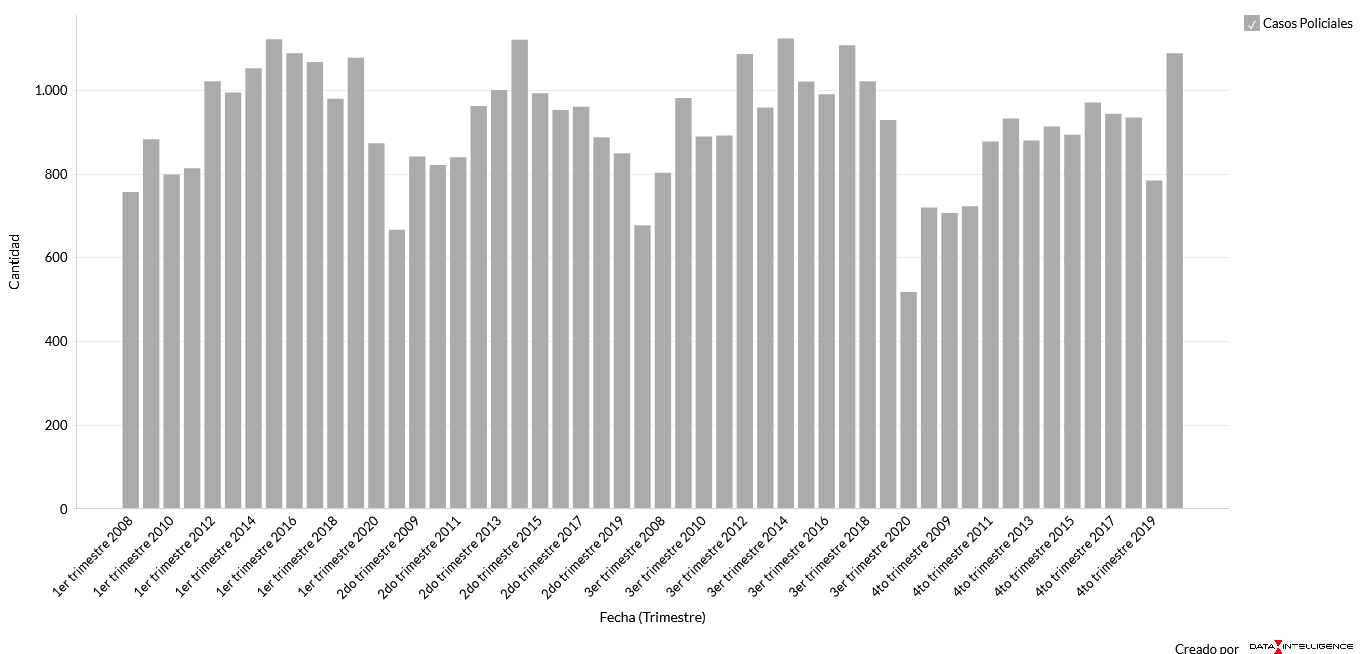 Casos Policiales
1.000
800
600
400
200
0
Cantidad
1er trimestre 2008
1er trimestre 2010
1er trimestre 2012
1er trimestre 2014
1er trimestre 2016
1er trimestre 2018
1er trimestre 2020
2do trimestre 2009
2do trimestre 2011
2do trimestre 2013
2do trimestre 2015
2do trimestre 2017
2do trimestre 2019
3er trimestre 2008
3er trimestre 2010
3er trimestre 2012
3er trimestre 2014
3er trimestre 2016
3er trimestre 2018
3er trimestre 2020
4to trimestre 2009
4to trimestre 2011
4to trimestre 2013
4to trimestre 2015
4to trimestre 2017
4to trimestre 2019
Fecha (Trimestre)
Creado por DATA INTELLIGENCE